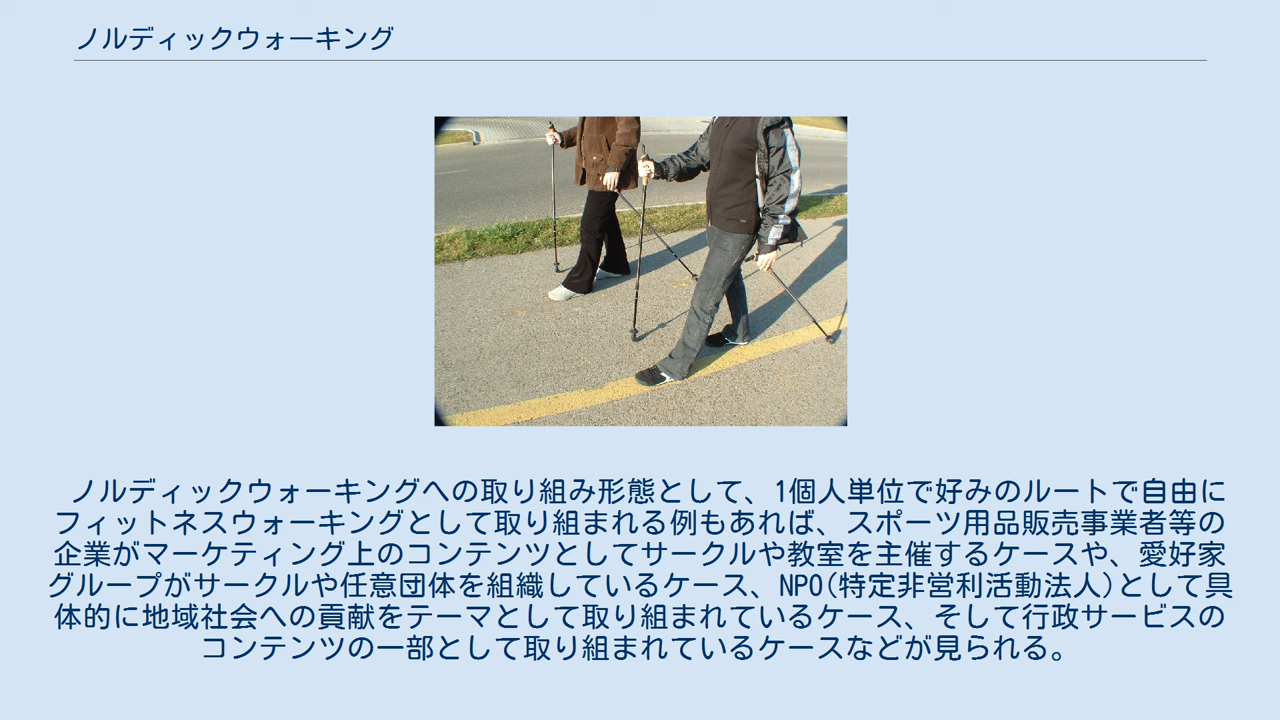 ノルディックウォーキング
ノルディックウォーキングへの取り組み形態として、1個人単位で好みのルートで自由に
フィットネスウォーキングとして取り組まれる例もあれば、スポーツ用品販売事業者等の
企業がマーケティング上のコンテンツとしてサークルや教室を主催するケースや、愛好家
グループがサークルや任意団体を組織しているケース、NPO(特定非営利活動法人)として具
体的に地域社会への貢献をテーマとして取り組まれているケース、そして行政サービスの
コンテンツの一部として取り組まれているケースなどが見られる。